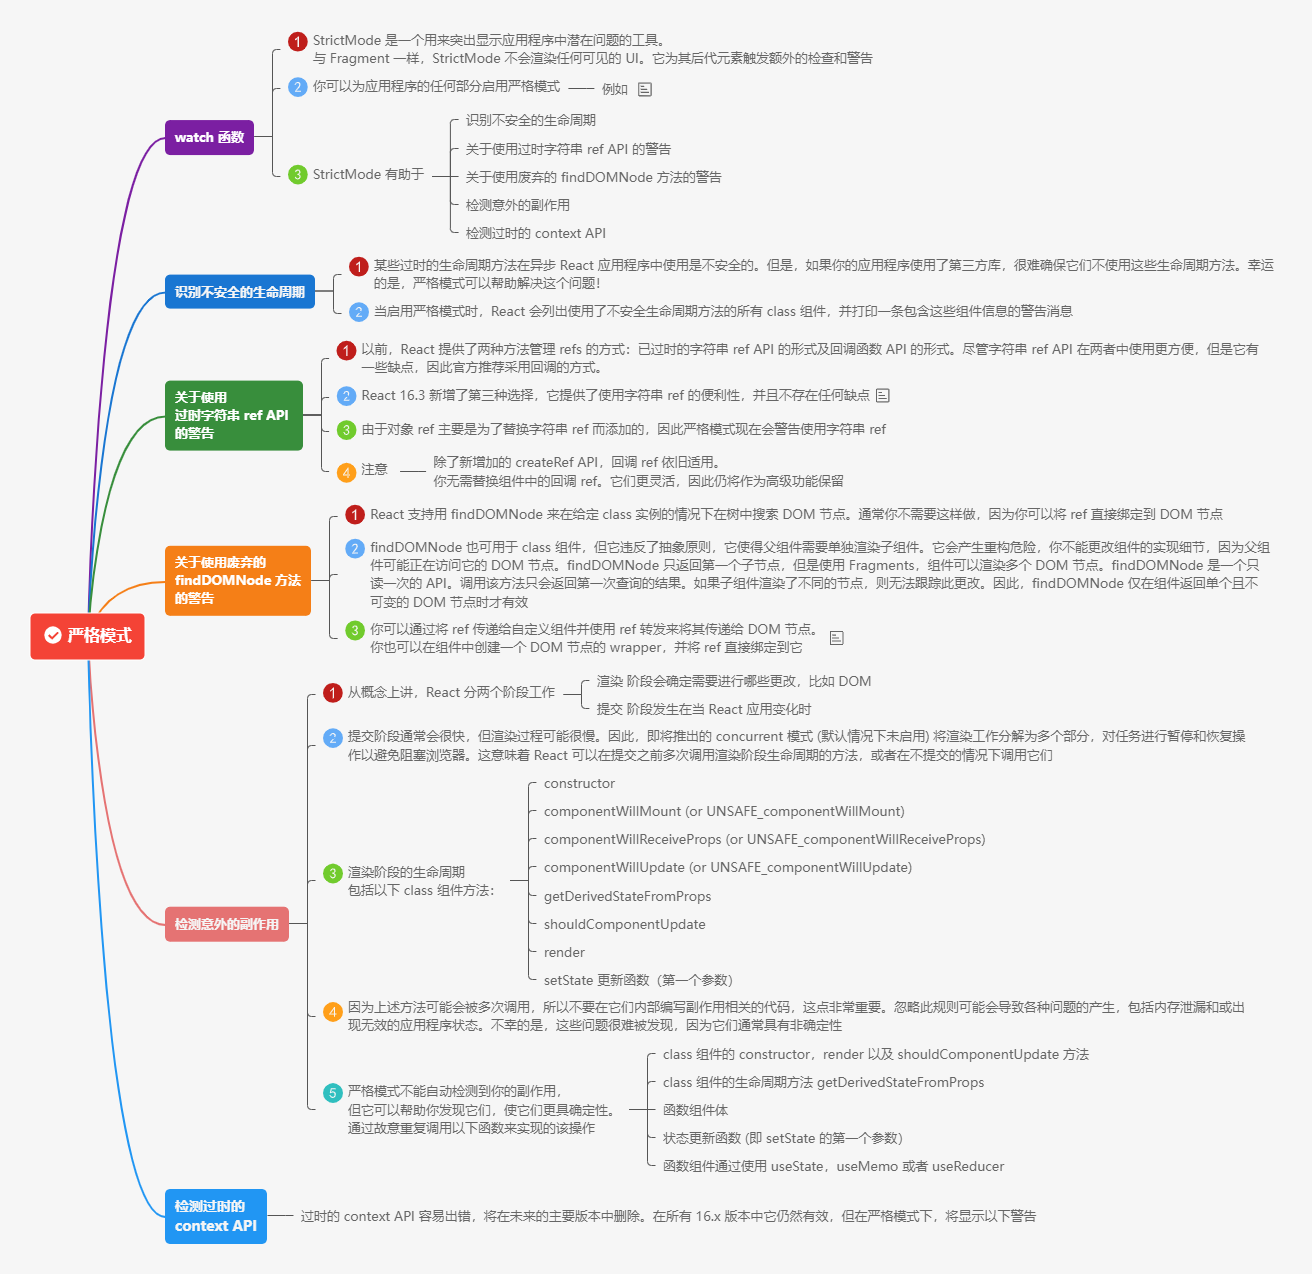 严格模式
watch 函数
StrictMode 是一个用来突出显示应用程序中潜在问题的工具。
与 Fragment 一样，StrictMode 不会渲染任何可见的 UI。它为其后代元素触发额外的检查和警告
你可以为应用程序的任何部分启用严格模式
例如
StrictMode 有助于
识别不安全的生命周期
关于使用过时字符串 ref API 的警告
关于使用废弃的 findDOMNode 方法的警告
检测意外的副作用
检测过时的 context API
识别不安全的生命周期
某些过时的生命周期方法在异步 React 应用程序中使用是不安全的。但是，如果你的应用程序使用了第三方库，很难确保它们不使用这些生命周期方法。幸运
的是，严格模式可以帮助解决这个问题！
当启用严格模式时，React 会列出使用了不安全生命周期方法的所有 class 组件，并打印一条包含这些组件信息的警告消息
关于使用
过时字符串 ref API
的警告
以前，React 提供了两种方法管理 refs 的方式：已过时的字符串 ref API 的形式及回调函数 API 的形式。尽管字符串 ref API 在两者中使用更方便，但是它有
一些缺点，因此官方推荐采用回调的方式。
React 16.3 新增了第三种选择，它提供了使用字符串 ref 的便利性，并且不存在任何缺点
由于对象 ref 主要是为了替换字符串 ref 而添加的，因此严格模式现在会警告使用字符串 ref
注意
除了新增加的 createRef API，回调 ref 依旧适用。
你无需替换组件中的回调 ref。它们更灵活，因此仍将作为高级功能保留
关于使用废弃的
findDOMNode 方法
的警告
React 支持用 findDOMNode 来在给定 class 实例的情况下在树中搜索 DOM 节点。通常你不需要这样做，因为你可以将 ref 直接绑定到 DOM 节点
findDOMNode 也可用于 class 组件，但它违反了抽象原则，它使得父组件需要单独渲染子组件。它会产生重构危险，你不能更改组件的实现细节，因为父组
件可能正在访问它的 DOM 节点。findDOMNode 只返回第一个子节点，但是使用 Fragments，组件可以渲染多个 DOM 节点。findDOMNode 是一个只
读一次的 API。调用该方法只会返回第一次查询的结果。如果子组件渲染了不同的节点，则无法跟踪此更改。因此，findDOMNode 仅在组件返回单个且不
可变的 DOM 节点时才有效
你可以通过将 ref 传递给自定义组件并使用 ref 转发来将其传递给 DOM 节点。
你也可以在组件中创建一个 DOM 节点的 wrapper，并将 ref 直接绑定到它
检测意外的副作用
从概念上讲，React 分两个阶段工作
渲染 阶段会确定需要进行哪些更改，比如 DOM
提交 阶段发生在当 React 应用变化时
提交阶段通常会很快，但渲染过程可能很慢。因此，即将推出的 concurrent 模式 (默认情况下未启用) 将渲染工作分解为多个部分，对任务进行暂停和恢复操
作以避免阻塞浏览器。这意味着 React 可以在提交之前多次调用渲染阶段生命周期的方法，或者在不提交的情况下调用它们
渲染阶段的生命周期
包括以下 class 组件方法：
constructor
componentWillMount (or UNSAFE_componentWillMount)
componentWillReceiveProps (or UNSAFE_componentWillReceiveProps)
componentWillUpdate (or UNSAFE_componentWillUpdate)
getDerivedStateFromProps
shouldComponentUpdate
render
setState 更新函数（第一个参数）
因为上述方法可能会被多次调用，所以不要在它们内部编写副作用相关的代码，这点非常重要。忽略此规则可能会导致各种问题的产生，包括内存泄漏和或出
现无效的应用程序状态。不幸的是，这些问题很难被发现，因为它们通常具有非确定性
严格模式不能自动检测到你的副作用，
但它可以帮助你发现它们，使它们更具确定性。
通过故意重复调用以下函数来实现的该操作
class 组件的 constructor，render 以及 shouldComponentUpdate 方法
class 组件的生命周期方法 getDerivedStateFromProps
函数组件体
状态更新函数 (即 setState 的第一个参数)
函数组件通过使用 useState，useMemo 或者 useReducer
检测过时的
context API
过时的 context API 容易出错，将在未来的主要版本中删除。在所有 16.x 版本中它仍然有效，但在严格模式下，将显示以下警告